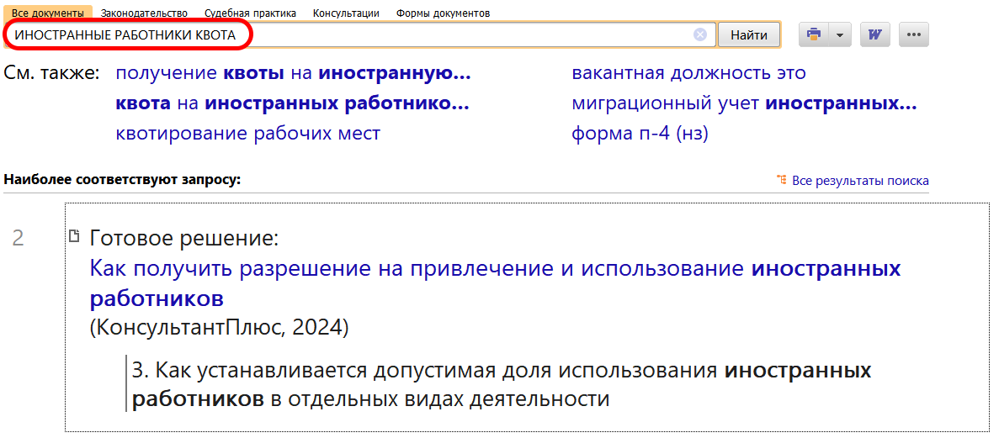 Все документы Законодательство Судебная практика Консультации Формы документов
ИНОСТРАННЫЕ РАБОТНИКИ КВОТА Найти W
См. также: получение квоты на иностранную... вакантная должность это
квота на иностранных работнико... миграционный учет иностранных...
квотирование рабочих мест форма п-4 (нз)
Наиболее соответствуют запросу: Все результаты поиска
2 Готовое решение:
Как получить разрешение на привлечение и использование иностранных
работников
(КонсультантПлюс, 2024)
3. Как устанавливается допустимая доля использования иностранных
работников в отдельных видах деятельности